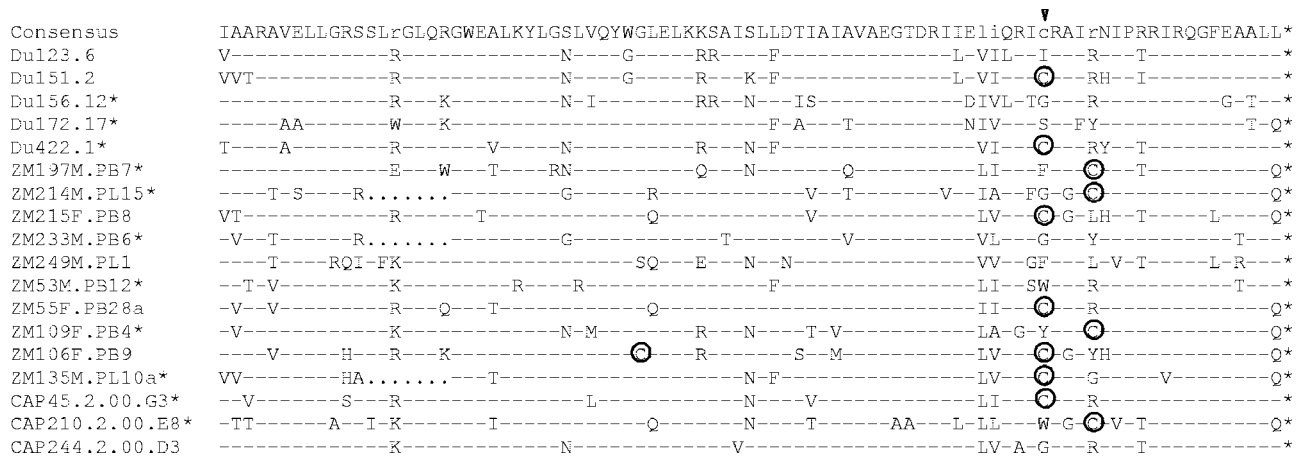 Consensus IAARAVELLGRSSLrGLQRGWEALKYLGSLVQYWGLELKKSAISLLDTIAIAVAEGTDRIIEliQRIcRAIrNIPRRIRQGFEAALL*
Du123.6 V-------------R-------------N----G-----RR----F--------------L-VIL--I---R---T-----------*
Du151.2 VVT-----------R-------------N----G-----R---K-F--------------L-VI---C---RH--I-----------*
Du156.12* --------------R---K---------N-I--------RR--N---IS------------DIVL-TG---R----------G-T--*
Du172.17* -----AA-------W---K--------------------------F-A---T---------NIV---S--FY------------T-Q*
Du422.1* T----A--------R-------V-----N----------R---N-F----------------VI---C---RY--T-----------*
ZM197M.PB7* --------------E---W---T----RN----------Q---N-------Q----------LI---F---C---T----------Q*
ZM214M.PL15* ----T-S----R.......---------G------R------------V--T-------V--IA--FG-G-C--------------Q*
ZM215F.PB8 VT------------R------T-------------Q------------V-------------LV---C-G-LH--T-----L----Q*
ZM233M.PB6* -V--T------R.......---------G------------T---------V----------VL---G---Y-----------T---*
ZM249M.PL1 ----T----RQI-FK-------------------SQ---E---N--N---------------VV--GF---L-V-T-----L-R---*
ZM53M.PB12* --T-V---------K---------R----R---------------F----------------LI--SW---R-----------T---*
ZM55F.PB28a -V--V---------R---Q---T------------Q--------------------------II---C---R--------------Q*
ZM109F.PB4* -V------------K-------------N-M--------R---N----T-V-----------LA-G-Y---C--------------Q*
ZM106F.PB9 ----V-----H---R---K---------------C----R-------S--M-----------LV---C-G-YH-------------Q*
ZM135M.PL10a* VV--------HA.......---T--------------------N-F----------------LV---C---G-----V--------Q*
CAP45.2.00.G3* --V-------S---R---------------L------------N----V-------------LI---C---R--------------Q*
CAP210.2.00.E8* -TT------A--I-K-------I------------Q-------N----T------AA---L-LL---W-G-C-V-T----------Q*
CAP244.2.00.D3 --------------K-------------N-------------V-------------------LV-A-G---R---T-----------*